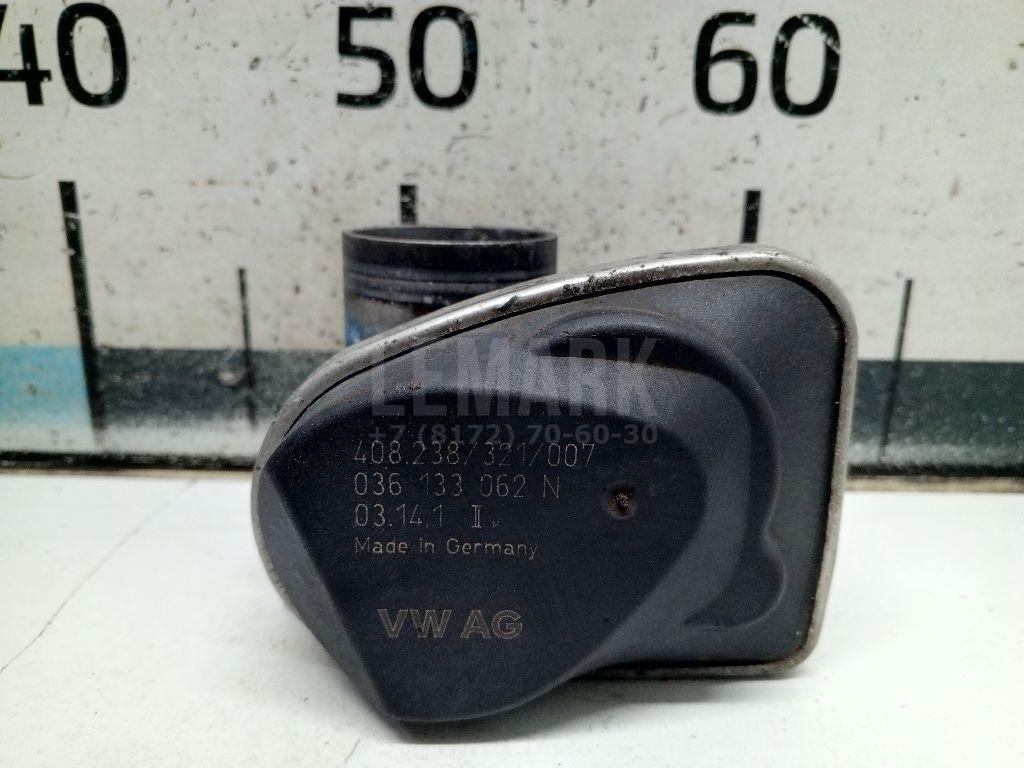 40 50 60
LEMARK
+7 (8172) 70-60-30
408.238/321/007
036 133 062 N
03.14.1 II
Made in Germany
VW AG